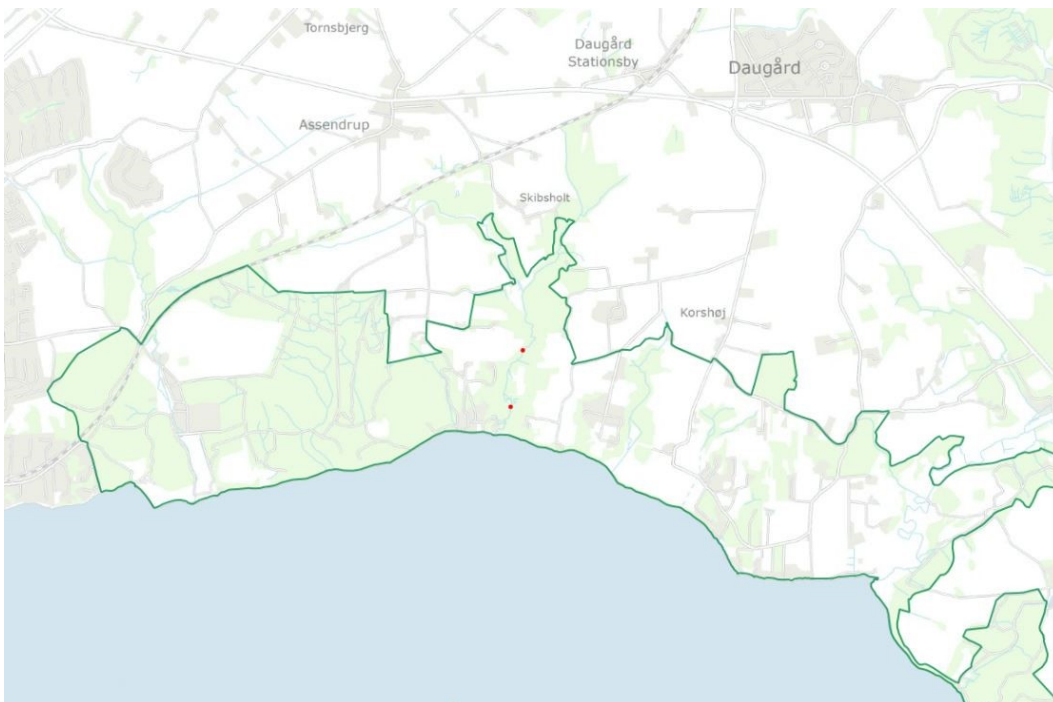 Tornsbjerg
Daugård
Stationsby
Daugård
Assendrup
Skibsholt
Korshøj